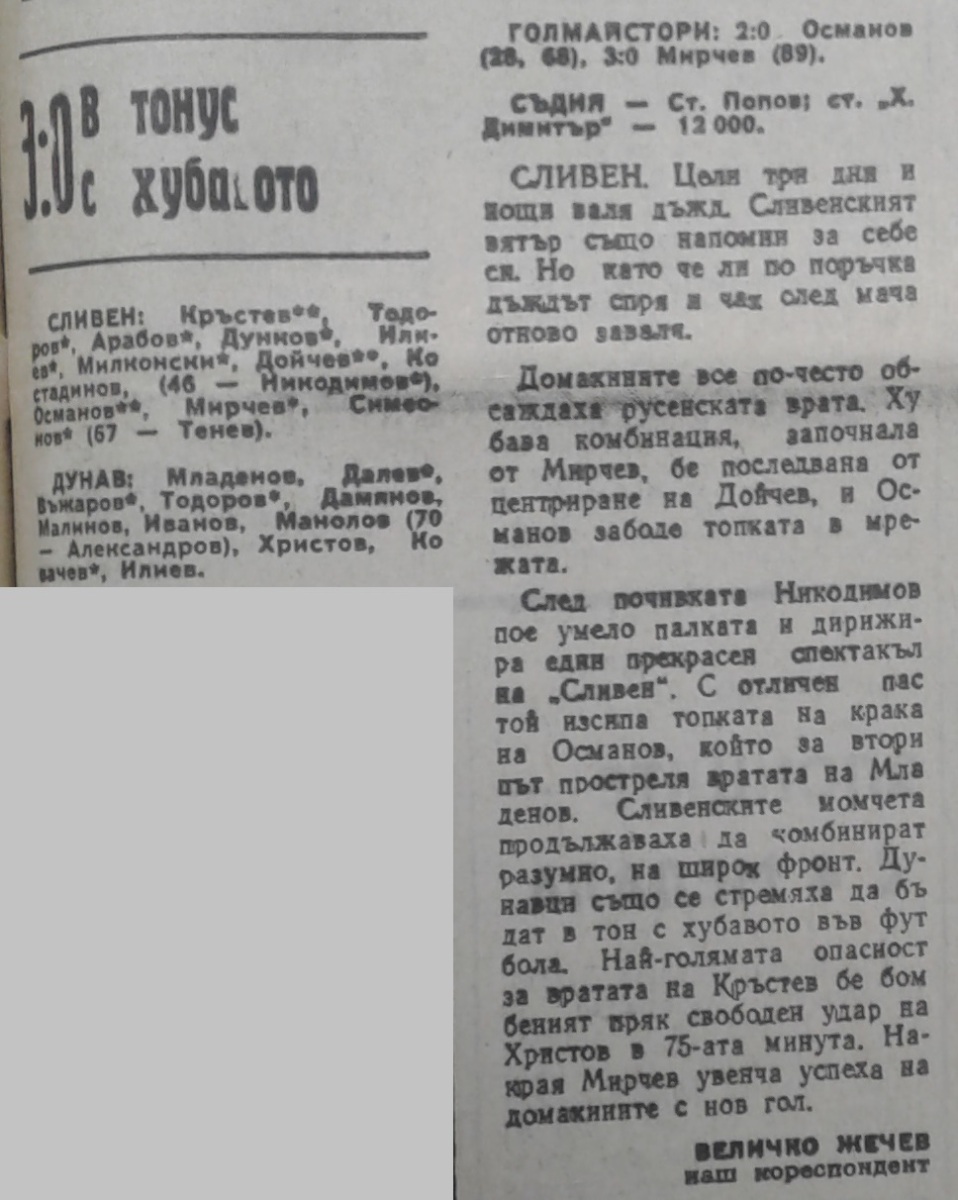 3:0 в тонус
с хубавото
СЛИВЕН: Кръстев**, Тодо-
ров*, Арабов*, Дунков*, Или-
ев*, Милконски*, Дойчев**, Ко
стадинов, (46 — Никодимов*),
Османов**, Мирчев*, Симео-
нов* (67 — Тенев).
ДУНАВ: Младенов, Далев*,
Въжаров*, Тодоров*, Дамянов,
Малинов, Иванов, Манолов (70
— Александров), Христов, Ко
вачев*, Илиев.
ГОЛМАЙСТОРИ: 2:0 Османов
(28, 68), 3:0 Мирчев (89).
СЪДИЯ — Ст. Попов; ст. „Х.
Димитър" — 12 000.
СЛИВЕН. Цели три дни и
нощи валя дъжд. Сливенският
вятър също напомни за себе
си. Но като че ли по поръчка
дъждът спря и чак след мача
отново заваля.
Домакините все по-често об-
саждаха русенската врата. Ху
бава комбинация, започнала
от Мирчев, бе последвана от
центриране на Дойчев, и Ос-
манов забоде топката в мре-
жата.
След почивката Никодимов
пое умело палката и дирижи-
ра един прекрасен спектакъл
на „Сливен". С отличен пас
той изсипа топката на крака
на Османов, който за втори
път простреля вратата на Мла
денов. Сливенските момчета
продължаваха да комбинират
разумно, на широк фронт. Ду-
навци също се стремяха да бъ
дат в тон с хубавото във фут
бола. Най-голямата опасност
за вратата на Кръстев бе бом
беният пряк свободен удар на
Христов в 75-ата минута. На-
края Мирчев увенча успеха на
домакините с нов гол.
ВЕЛИЧКО ЖЕЧЕВ
наш кореспондент